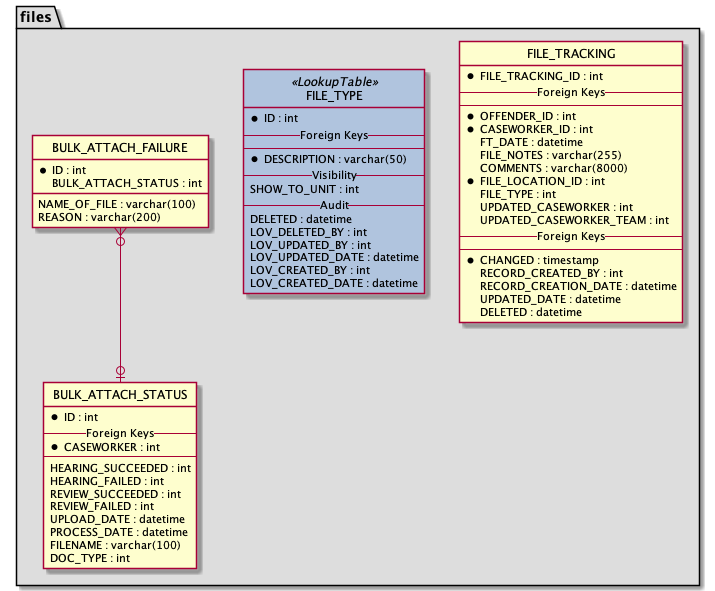 files
BULK_ATTACH_FAILURE
ID : int
BULK_ATTACH_STATUS : int
NAME_OF_FILE : varchar(100)
REASON : varchar(200)
«LookupTable»
FILE_TYPE
ID : int
Foreign Keys
DESCRIPTION : varchar(50)
Visibility
SHOW_TO_UNIT : int
Audit
DELETED : datetime
LOV_DELETED_BY : int
LOV_UPDATED_BY : int
LOV_UPDATED_DATE : datetime
LOV_CREATED_BY : int
LOV_CREATED_DATE : datetime
FILE_TRACKING
FILE_TRACKING_ID : int
Foreign Keys
OFFENDER_ID : int
CASEWORKER_ID : int
FT_DATE : datetime
FILE_NOTES : varchar(255)
COMMENTS : varchar(8000)
FILE_LOCATION_ID : int
FILE_TYPE : int
UPDATED_CASEWORKER : int
UPDATED_CASEWORKER_TEAM : int
Foreign Keys
CHANGED : timestamp
RECORD_CREATED_BY : int
RECORD_CREATION_DATE : datetime
UPDATED_DATE : datetime
DELETED : datetime
BULK_ATTACH_STATUS
ID : int
Foreign Keys
CASEWORKER : int
HEARING_SUCCEEDED : int
HEARING_FAILED : int
REVIEW_SUCCEEDED : int
REVIEW_FAILED : int
UPLOAD_DATE : datetime
PROCESS_DATE : datetime
FILENAME : varchar(100)
DOC_TYPE : int